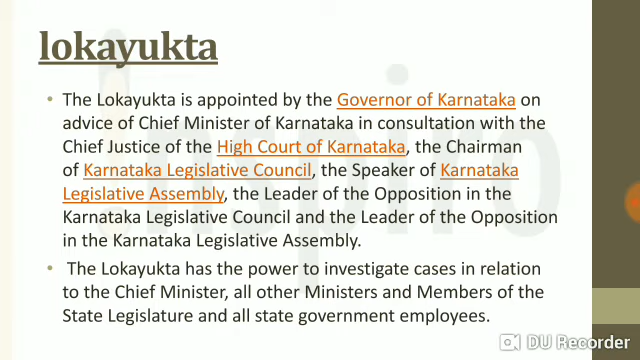 lokayukta
• The Lokayukta is appointed by the Governor of Karnataka on
advice of Chief Minister of Karnataka in consultation with the
Chief Justice of the High Court of Karnataka, the Chairman
of Karnataka Legislative Council, the Speaker of Karnataka
Legislative Assembly, the Leader of the Opposition in the
Karnataka Legislative Council and the Leader of the Opposition
in the Karnataka Legislative Assembly.
• The Lokayukta has the power to investigate cases in relation
to the Chief Minister, all other Ministers and Members of the
State Legislature and all state government employees.
DU Recorder